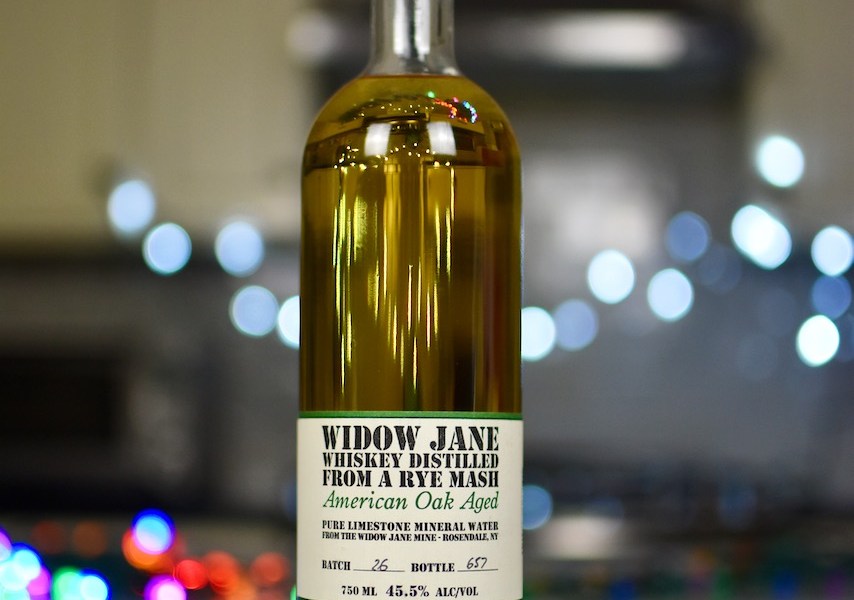 WIDOW JANE
WHISKEY DISTILLED
FROM A RYE MASH
American Oak Aged
PURE LIMESTONE MINERAL WATER
FROM THE WIDOW JANE MINE - ROSENDALE, NY
BATCH 26 BOTTLE 657
750 ML 45.5% ALC/VOL